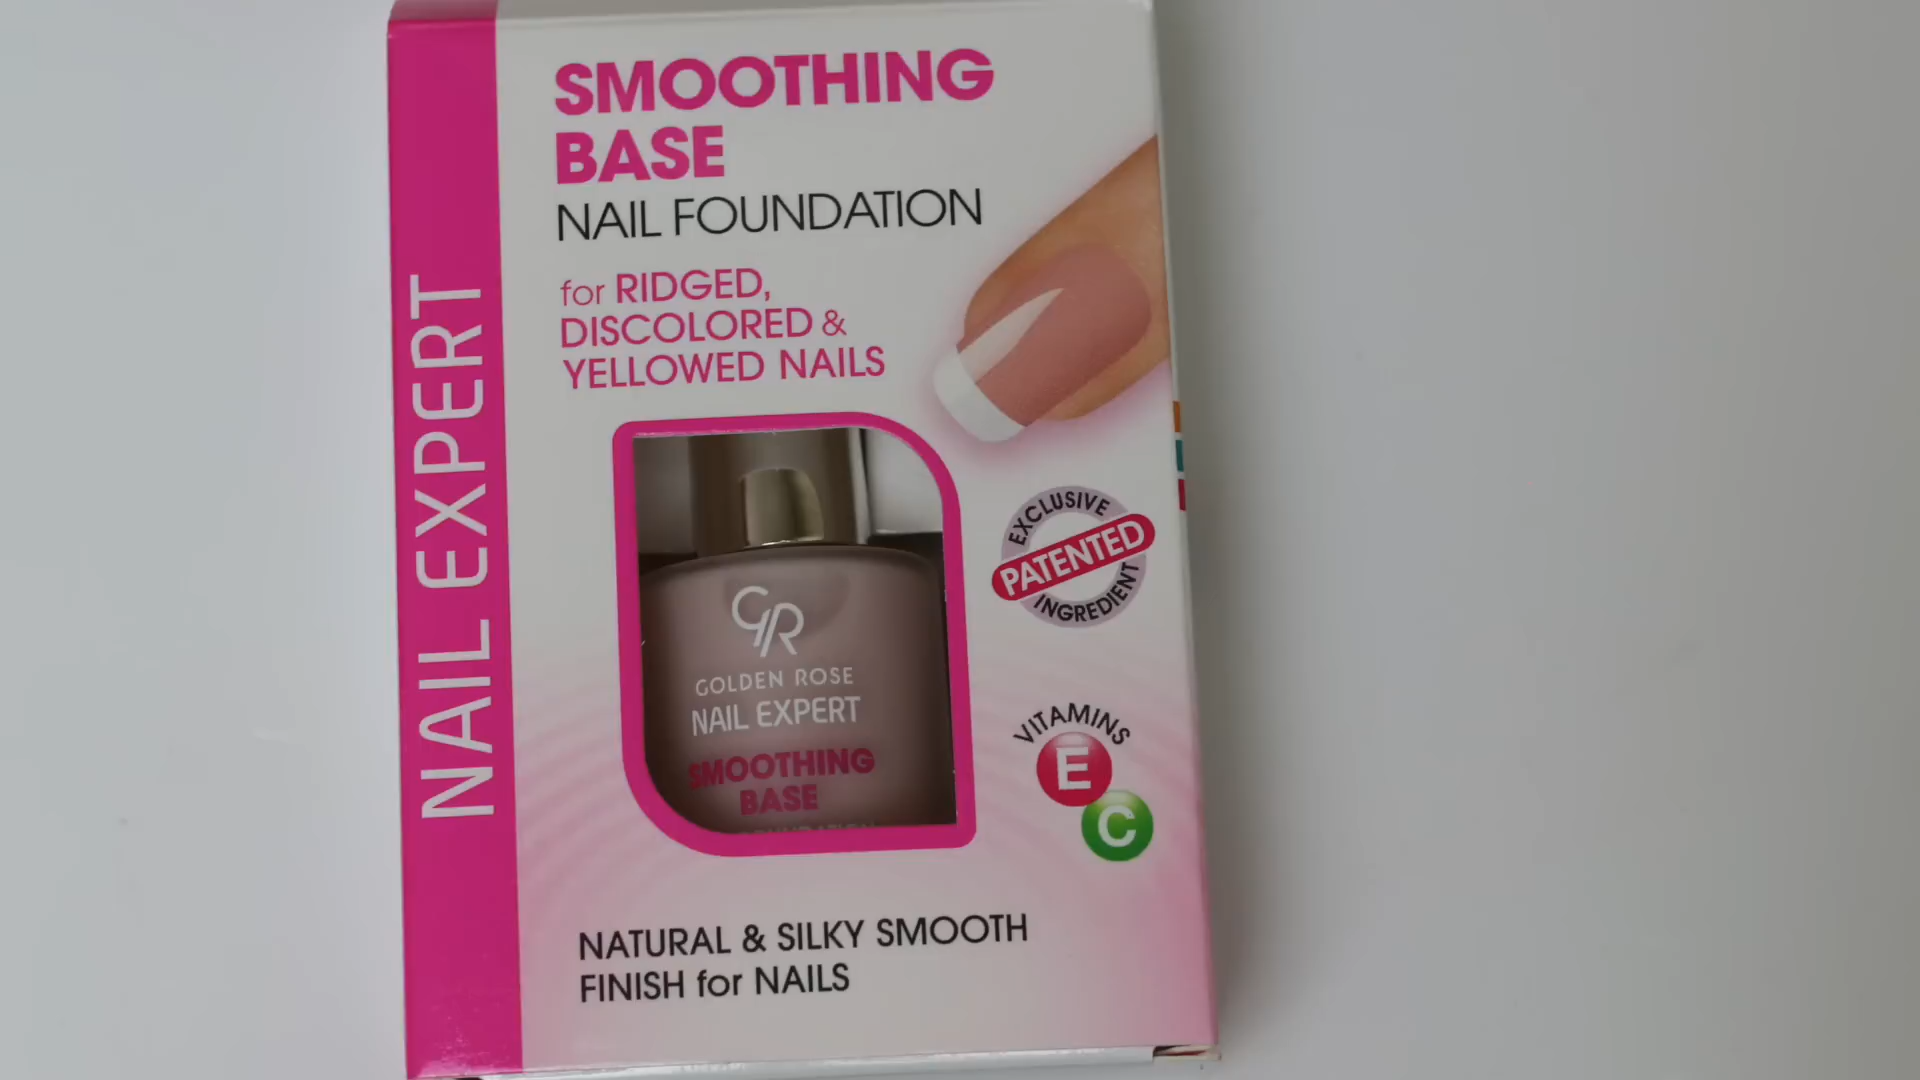 SMOOTHING
BASE
NAIL FOUNDATION
for RIDGED,
DISCOLORED &
YELLOWED NAILS
NAIL EXPERT
EXCLUSIVE
PATENTED
INGREDIENT
GR
GOLDEN ROSE
NAIL EXPERT
SMOOTHING
BASE
VITAMINS
E
C
NATURAL & SILKY SMOOTH
FINISH for NAILS